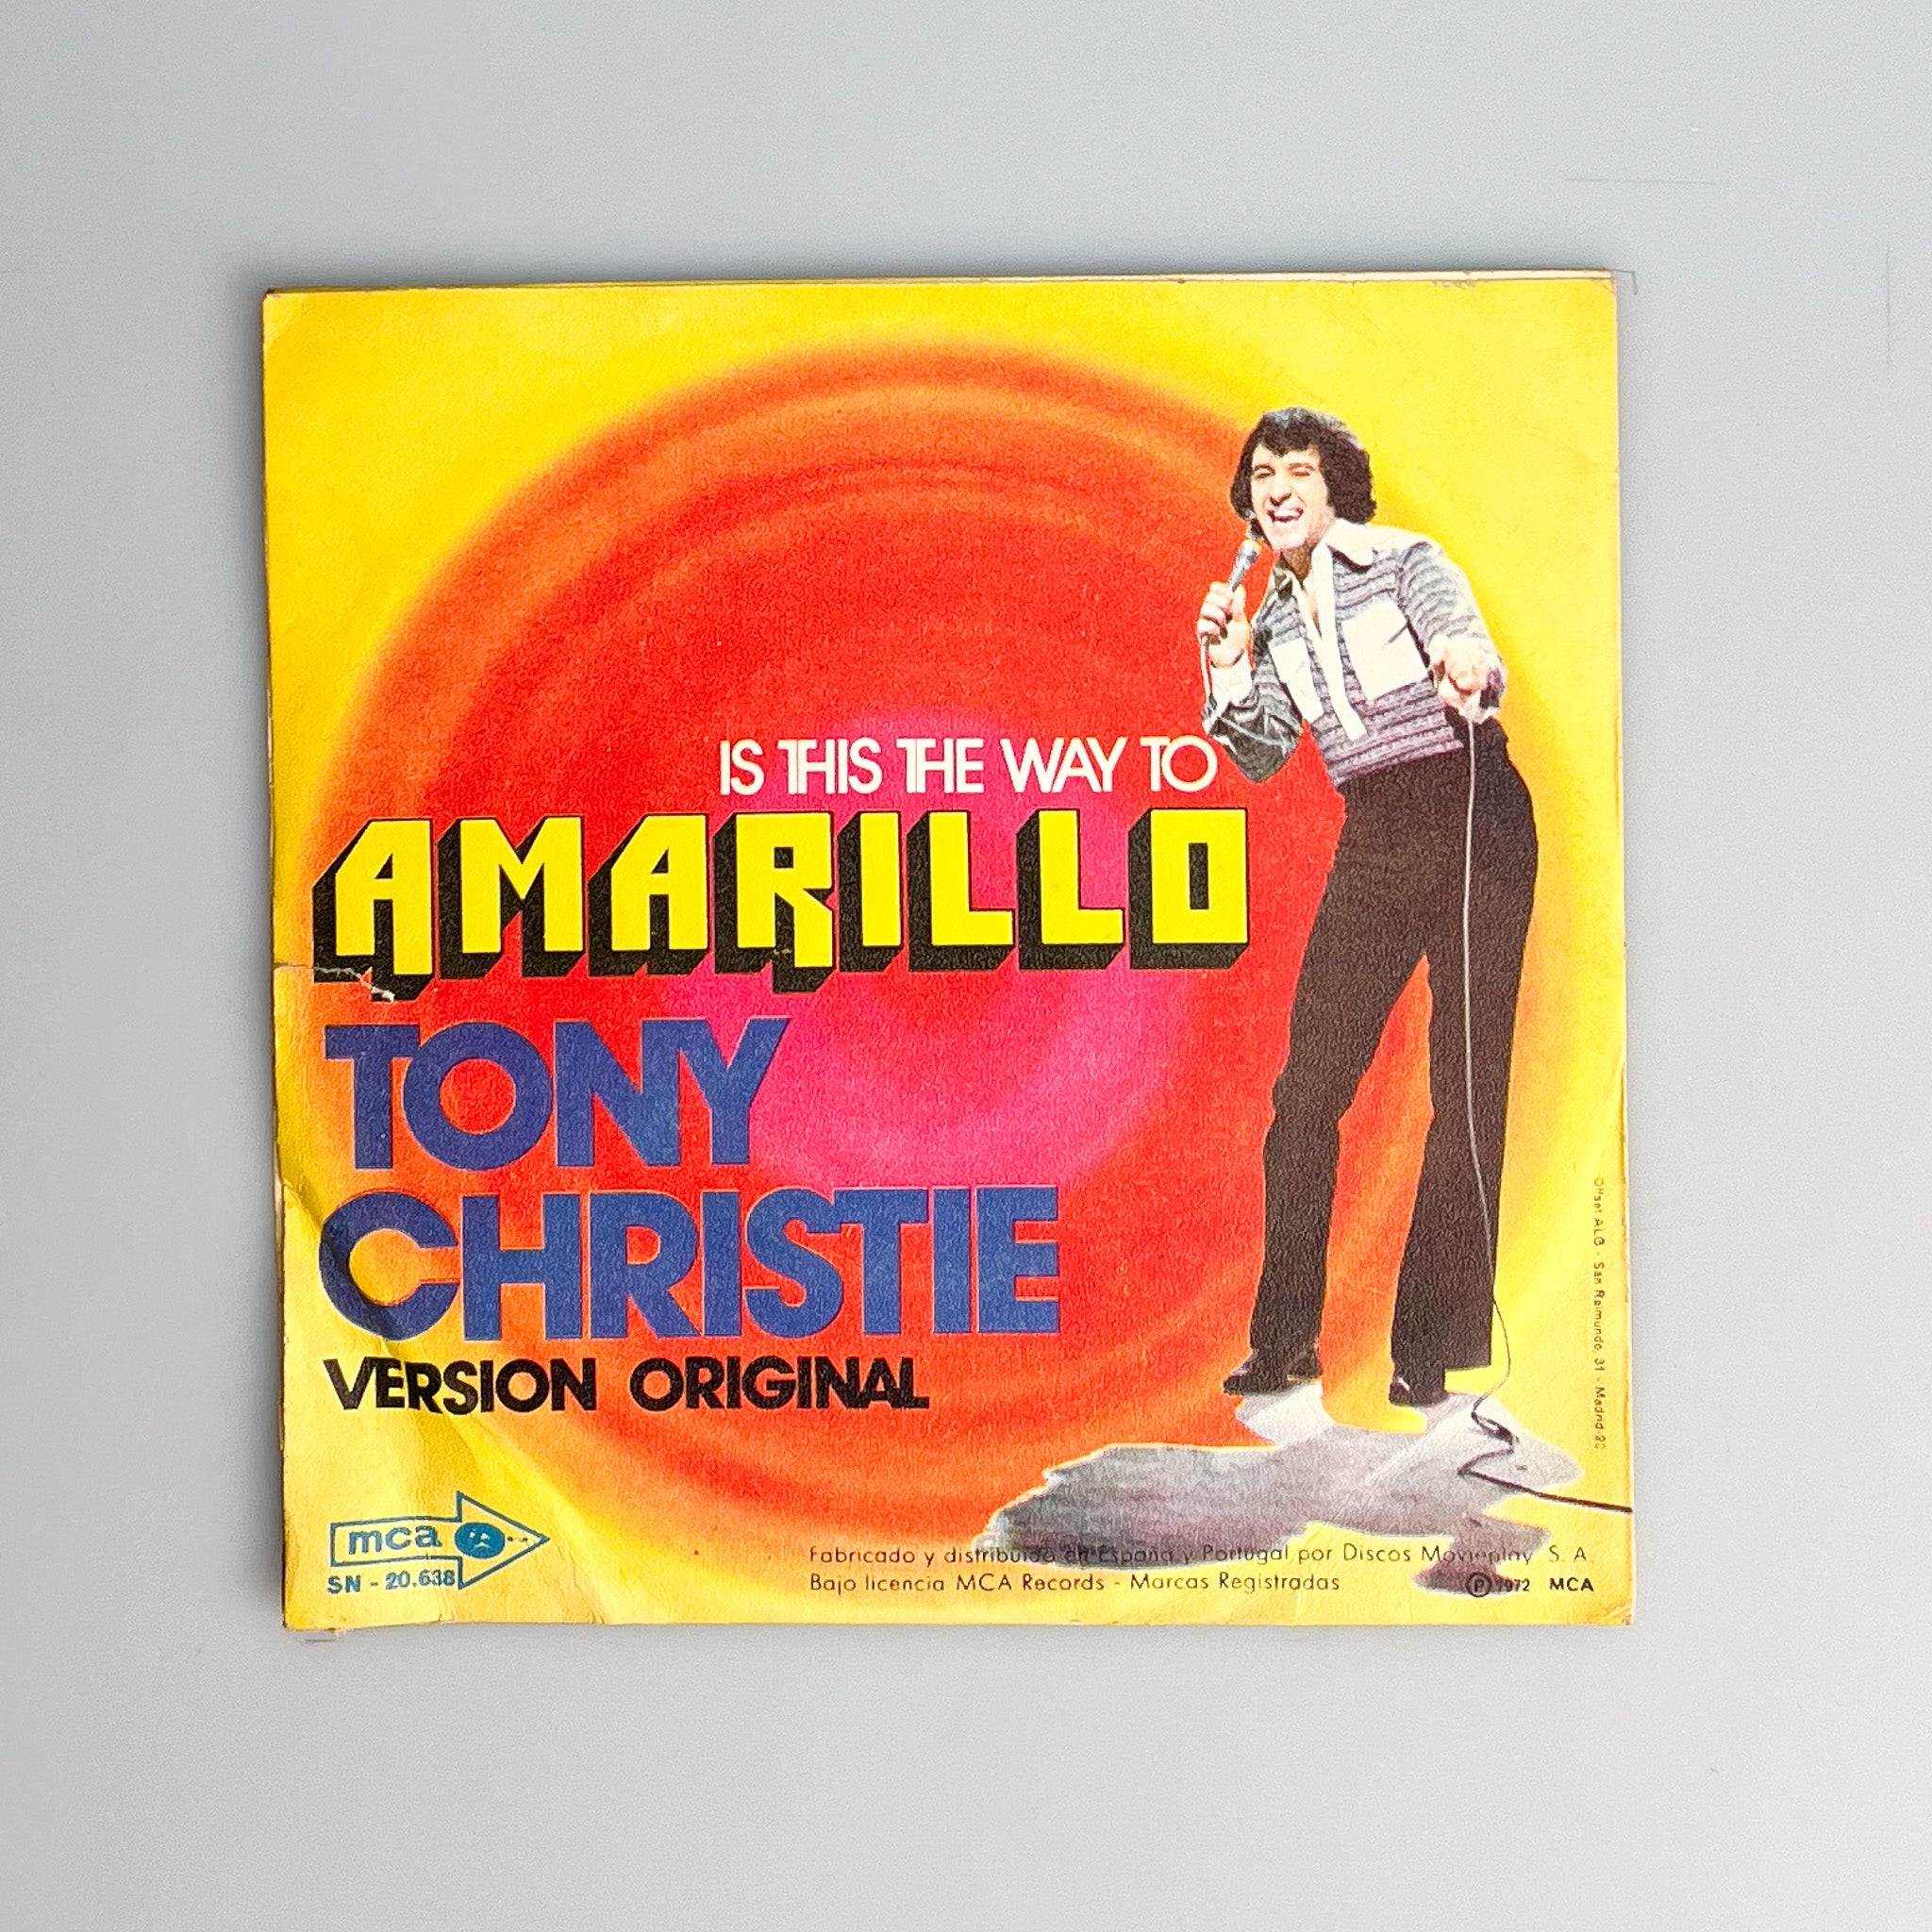 IS THIS THE WAY TO
AMARILLO
TONY
CHRISTIE
VERSION ORIGINAL
mca
SN - 20.638
Fabricado y distribuido en España y Portugal por Discos Movieplay S. A.
Bajo licencia MCA Records - Marcas Registradas
Ⓟ 1972 MCA
Offset ALG - San Raimundo, 31 - Madrid-20